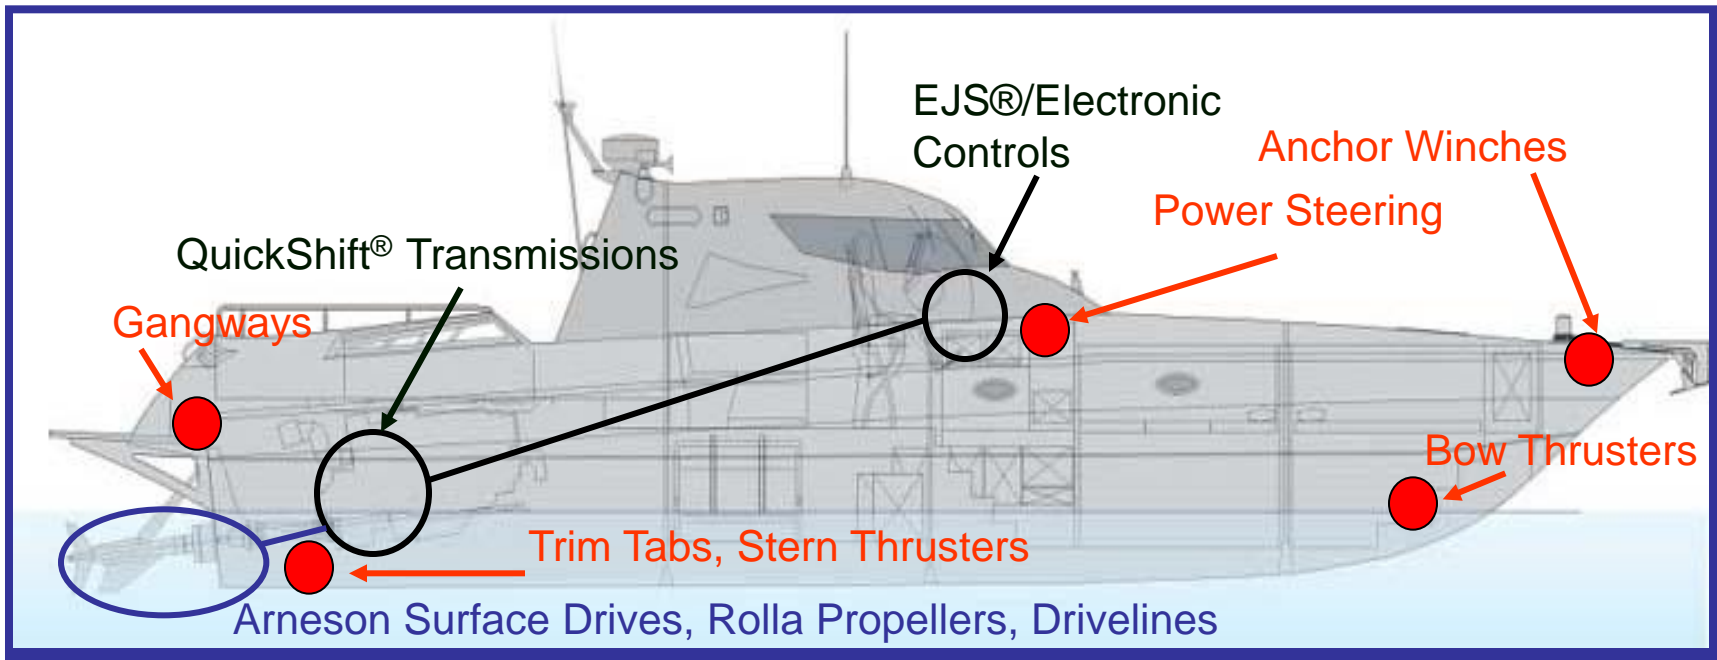 EJS®/Electronic
Controls
Anchor Winches
Power Steering
QuickShift® Transmissions
Gangways
Bow Thrusters
Trim Tabs, Stern Thrusters
Arneson Surface Drives, Rolla Propellers, Drivelines